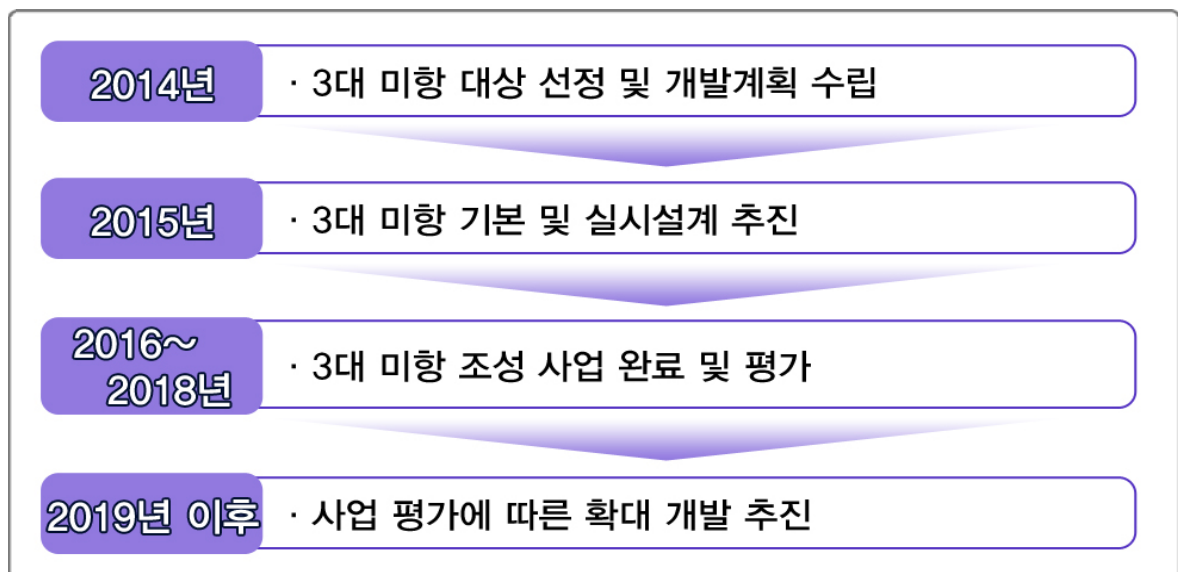 2014년
· 3대 미항 대상 선정 및 개발계획 수립
2015년
· 3대 미항 기본 및 실시설계 추진
2016~
2018년
· 3대 미항 조성 사업 완료 및 평가
2019년 이후
· 사업 평가에 따른 확대 개발 추진